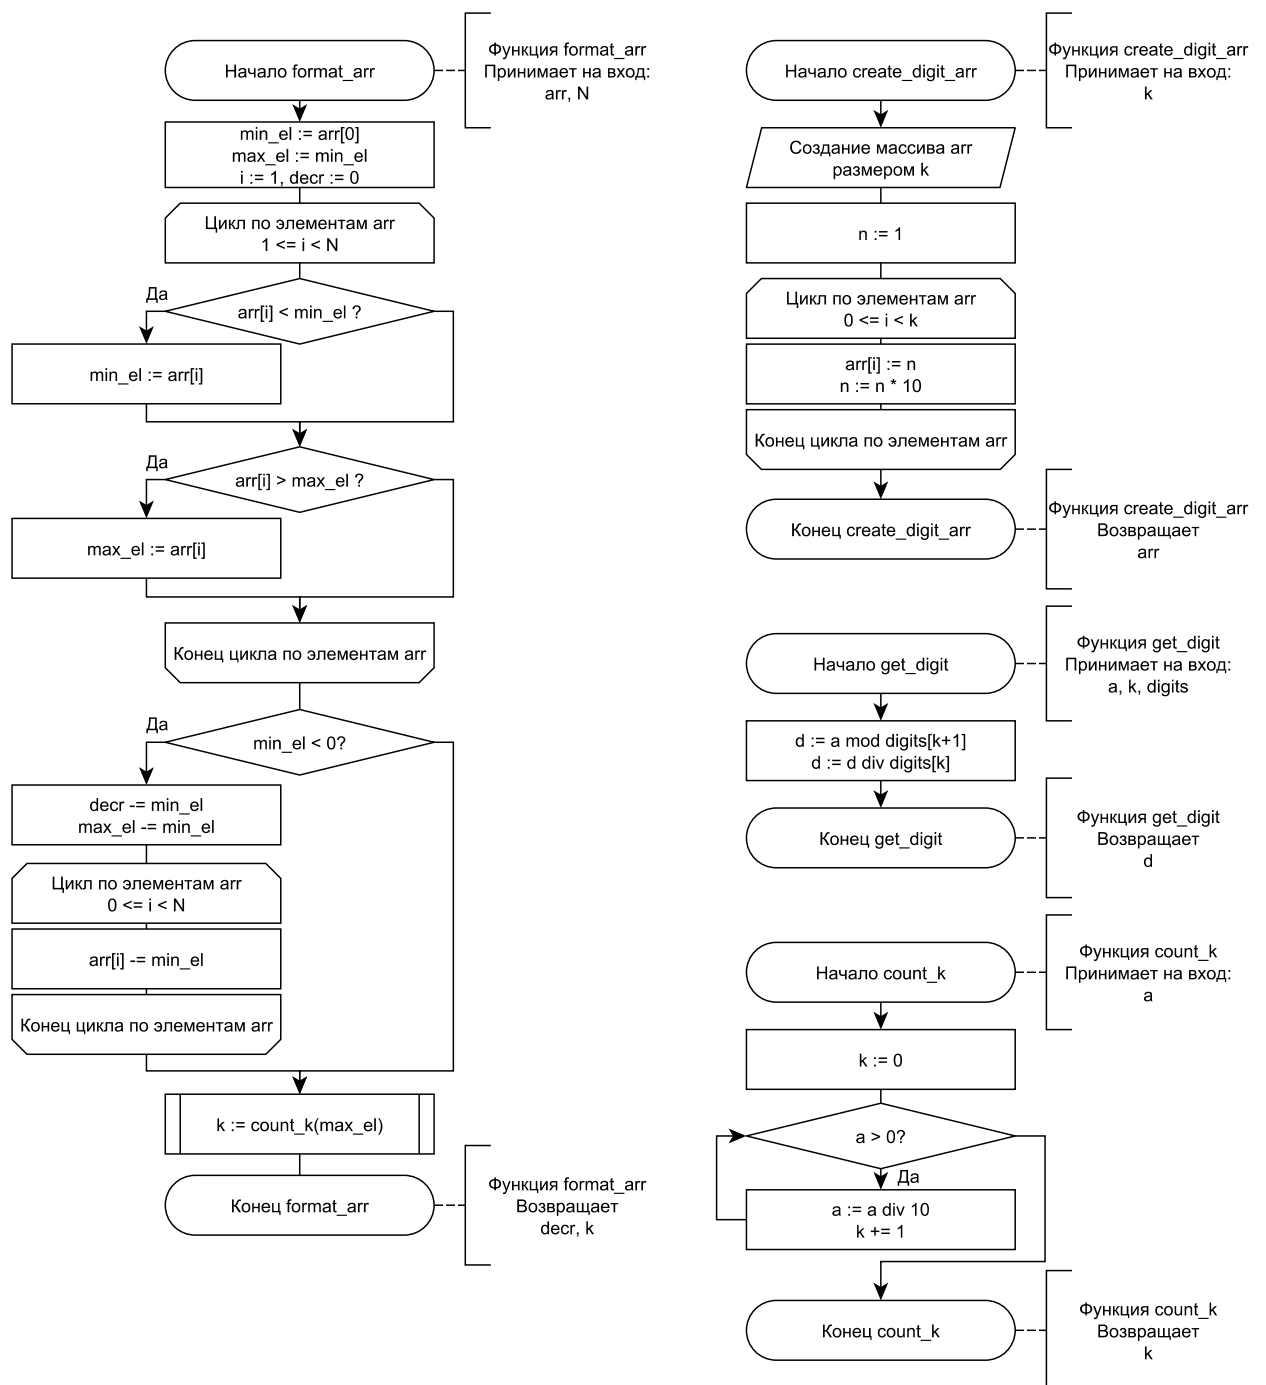 Начало format_arr
Функция format_arr
Принимает на вход:
arr, N
min_el := arr[0]
max_el := min_el
i := 1, decr := 0
Цикл по элементам arr
1 <= i < N
Да
arr[i] < min_el ?
min_el := arr[i]
Да
arr[i] > max_el ?
max_el := arr[i]
Конец цикла по элементам arr
Да
min_el < 0?
decr -= min_el
max_el -= min_el
Цикл по элементам arr
0 <= i < N
arr[i] -= min_el
Конец цикла по элементам arr
k := count_k(max_el)
Конец format_arr
Функция format_arr
Возвращает
decr, k
Начало create_digit_arr
Функция create_digit_arr
Принимает на вход:
k
Создание массива arr
размером k
n := 1
Цикл по элементам arr
0 <= i < k
arr[i] := n
n := n * 10
Конец цикла по элементам arr
Конец create_digit_arr
Функция create_digit_arr
Возвращает
arr
Начало get_digit
Функция get_digit
Принимает на вход:
a, k, digits
d := a mod digits[k+1]
d := d div digits[k]
Конец get_digit
Функция get_digit
Возвращает
d
Начало count_k
Функция count_k
Принимает на вход:
a
k := 0
a > 0?
Да
a := a div 10
k += 1
Конец count_k
Функция count_k
Возвращает
k